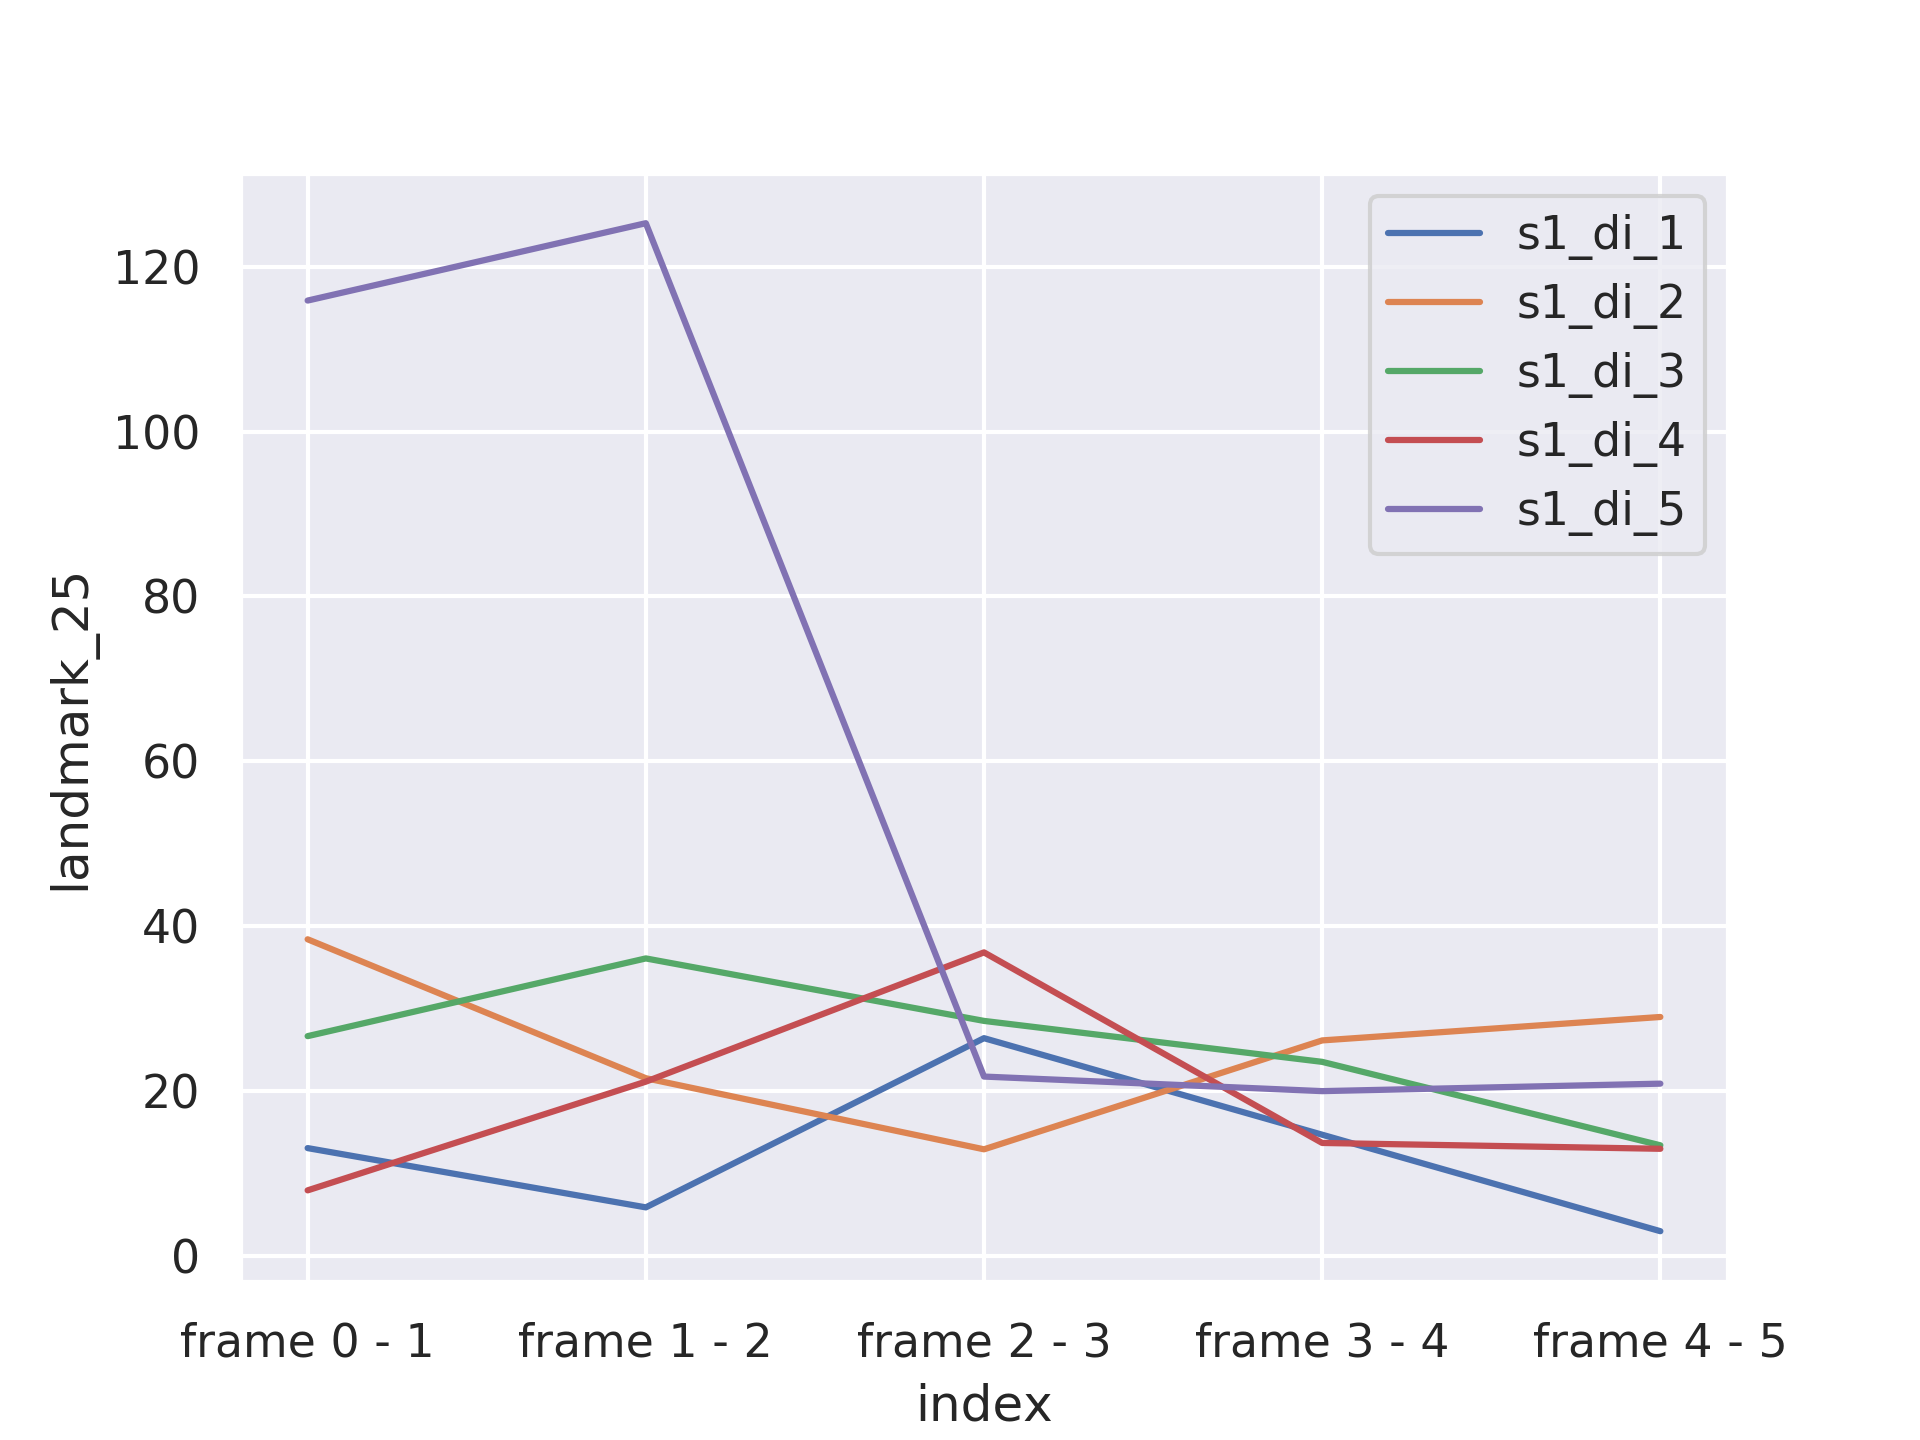 s1_di_1
s1_di_2
s1_di_3
s1_di_4
s1_di_5
120
100
80
60
40
20
0
landmark_25
frame 0 - 1 frame 1 - 2 frame 2 - 3 frame 3 - 4 frame 4 - 5
index